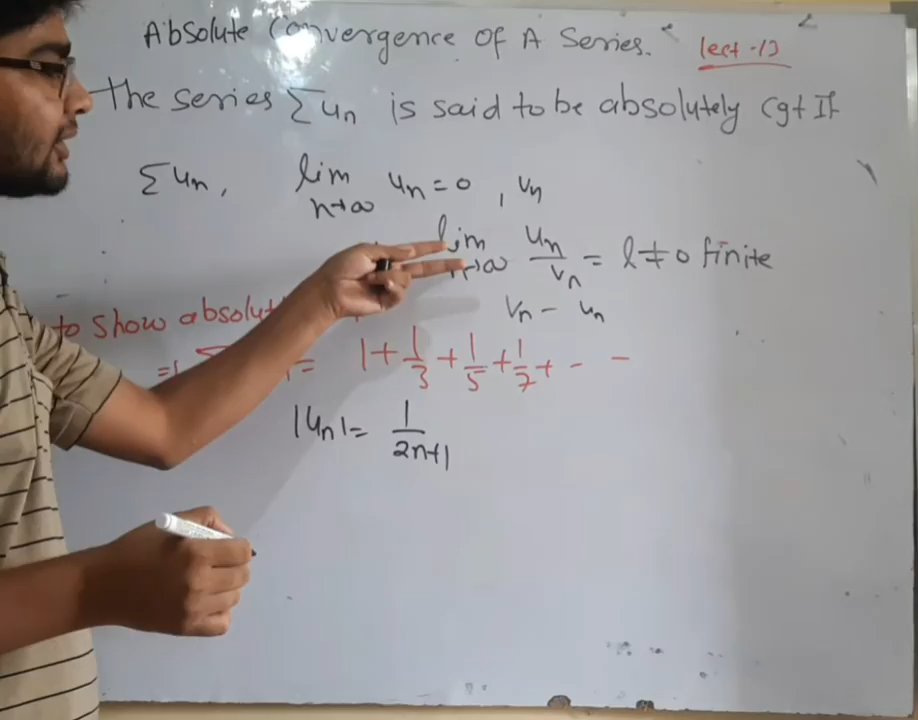 Absolute Convergence Of A Series. lect-13
The series Σun is said to be absolutely cgt If
Σun, lim n→∞ un=0, vn
lim n→∞ un/vn = l≠0 finite
vn - un
to show absolut
= 1+1/3+1/5+1/7+ - -
|un|= 1/2n+1